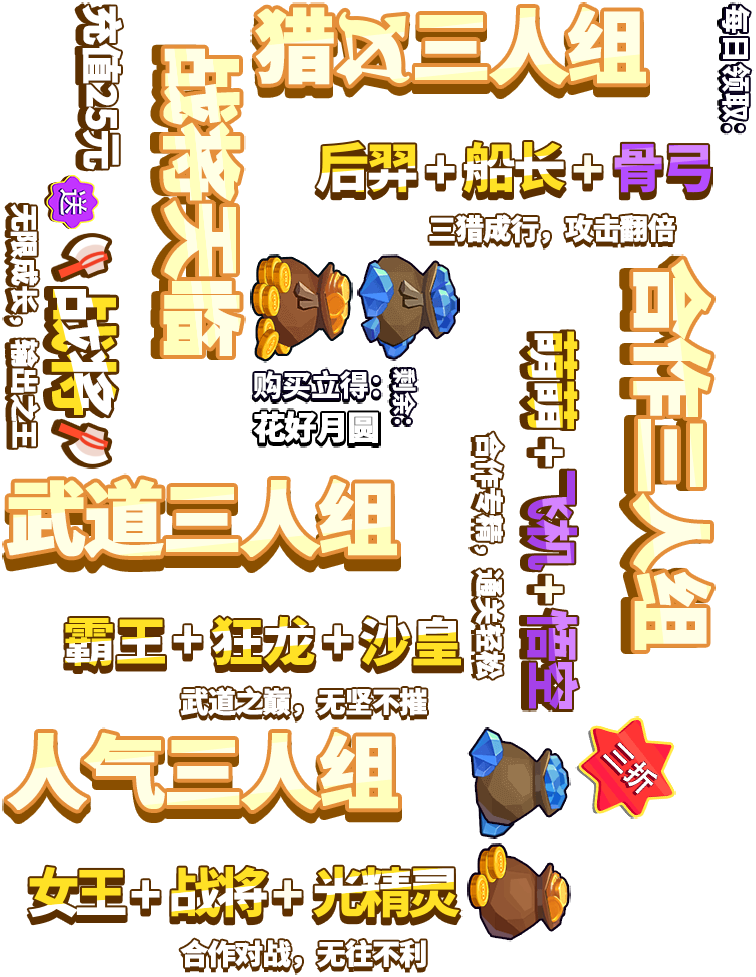 猎人三人组
后羿+船长+骨弓
三猎成行，攻击翻倍
每日领取：
充值25元
送
战将
无限成长，输出之王
战将天临
购买立得：
花好月圆
剩余：
合作三人组
萌萌+飞机+悟空
合作专精，通关轻松
武道三人组
霸王+狂龙+沙皇
武道之巅，无坚不摧
人气三人组
女王+战将+光精灵
合作对战，无往不利
三折